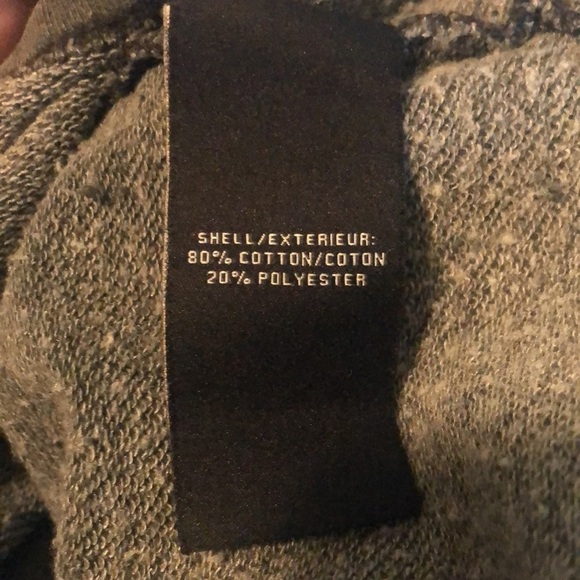 SHELL/EXTERIEUR:
80% COTTON/COTON
20% POLYESTER